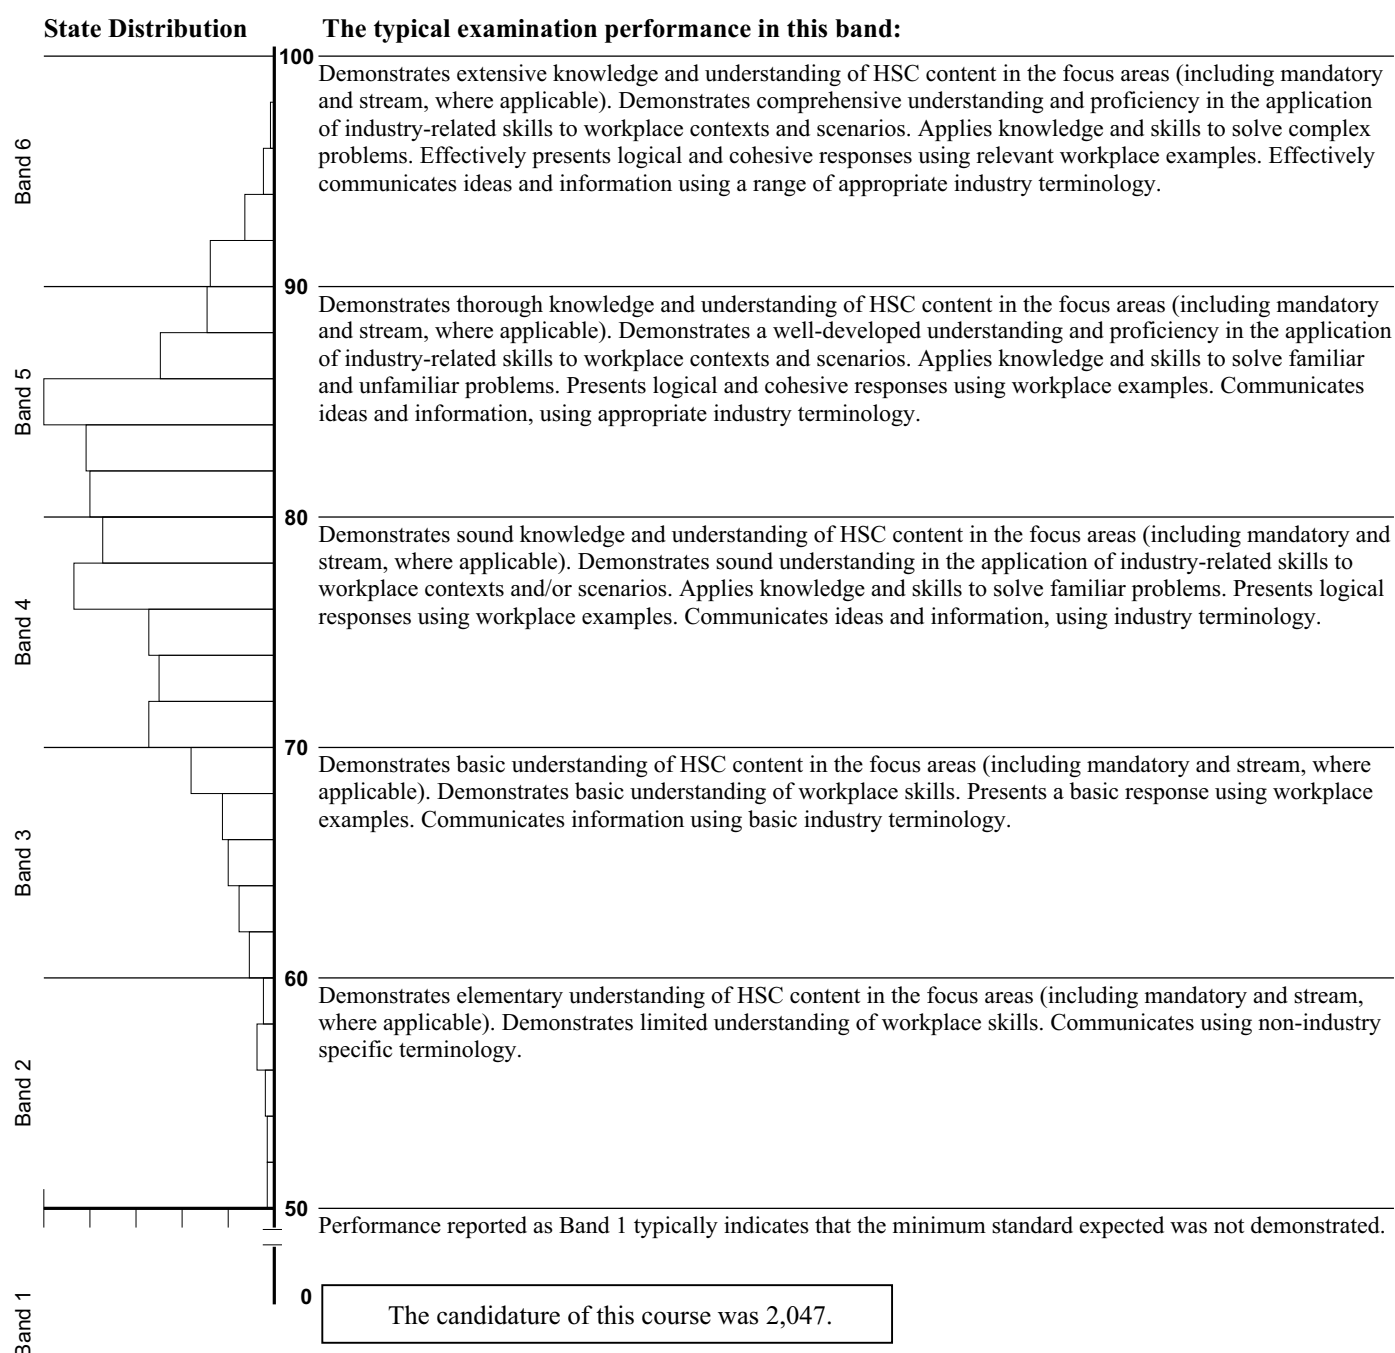 State Distribution
The typical examination performance in this band:
100
Demonstrates extensive knowledge and understanding of HSC content in the focus areas (including mandatory
and stream, where applicable). Demonstrates comprehensive understanding and proficiency in the application
of industry-related skills to workplace contexts and scenarios. Applies knowledge and skills to solve complex
problems. Effectively presents logical and cohesive responses using relevant workplace examples. Effectively
communicates ideas and information using a range of appropriate industry terminology.
Band 6
90
Demonstrates thorough knowledge and understanding of HSC content in the focus areas (including mandatory
and stream, where applicable). Demonstrates a well-developed understanding and proficiency in the application
of industry-related skills to workplace contexts and scenarios. Applies knowledge and skills to solve familiar
and unfamiliar problems. Presents logical and cohesive responses using workplace examples. Communicates
ideas and information, using appropriate industry terminology.
Band 5
80
Demonstrates sound knowledge and understanding of HSC content in the focus areas (including mandatory and
stream, where applicable). Demonstrates sound understanding in the application of industry-related skills to
workplace contexts and/or scenarios. Applies knowledge and skills to solve familiar problems. Presents logical
responses using workplace examples. Communicates ideas and information, using industry terminology.
Band 4
70
Demonstrates basic understanding of HSC content in the focus areas (including mandatory and stream, where
applicable). Demonstrates basic understanding of workplace skills. Presents a basic response using workplace
examples. Communicates information using basic industry terminology.
Band 3
60
Demonstrates elementary understanding of HSC content in the focus areas (including mandatory and stream,
where applicable). Demonstrates limited understanding of workplace skills. Communicates using non-industry
specific terminology.
Band 2
50
Performance reported as Band 1 typically indicates that the minimum standard expected was not demonstrated.
0
Band 1
The candidature of this course was 2,047.